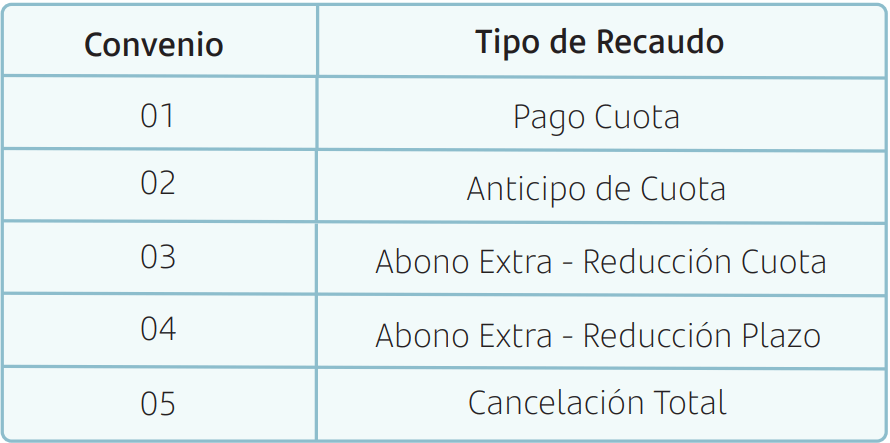 Convenio Tipo de Recaudo
01 Pago Cuota
02 Anticipo de Cuota
03 Abono Extra - Reducción Cuota
04 Abono Extra - Reducción Plazo
05 Cancelación Total